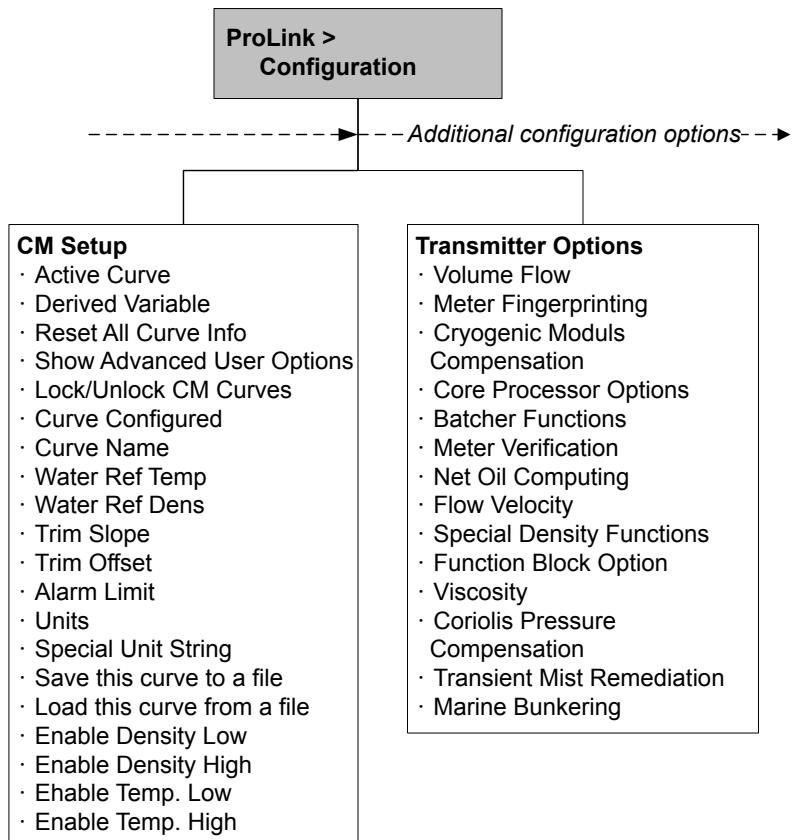 ProLink >
Configuration
Additional configuration options
CM Setup
· Active Curve
· Derived Variable
· Reset All Curve Info
· Show Advanced User Options
· Lock/Unlock CM Curves
· Curve Configured
· Curve Name
· Water Ref Temp
· Water Ref Dens
· Trim Slope
· Trim Offset
· Alarm Limit
· Units
· Special Unit String
· Save this curve to a file
· Load this curve from a file
· Enable Density Low
· Enable Density High
· Ehable Temp. Low
· Enable Temp. High
Transmitter Options
· Volume Flow
· Meter Fingerprinting
· Cryogenic Moduls
Compensation
· Core Processor Options
· Batcher Functions
· Meter Verification
· Net Oil Computing
· Flow Velocity
· Special Density Functions
· Function Block Option
· Viscosity
· Coriolis Pressure
Compensation
· Transient Mist Remediation
· Marine Bunkering